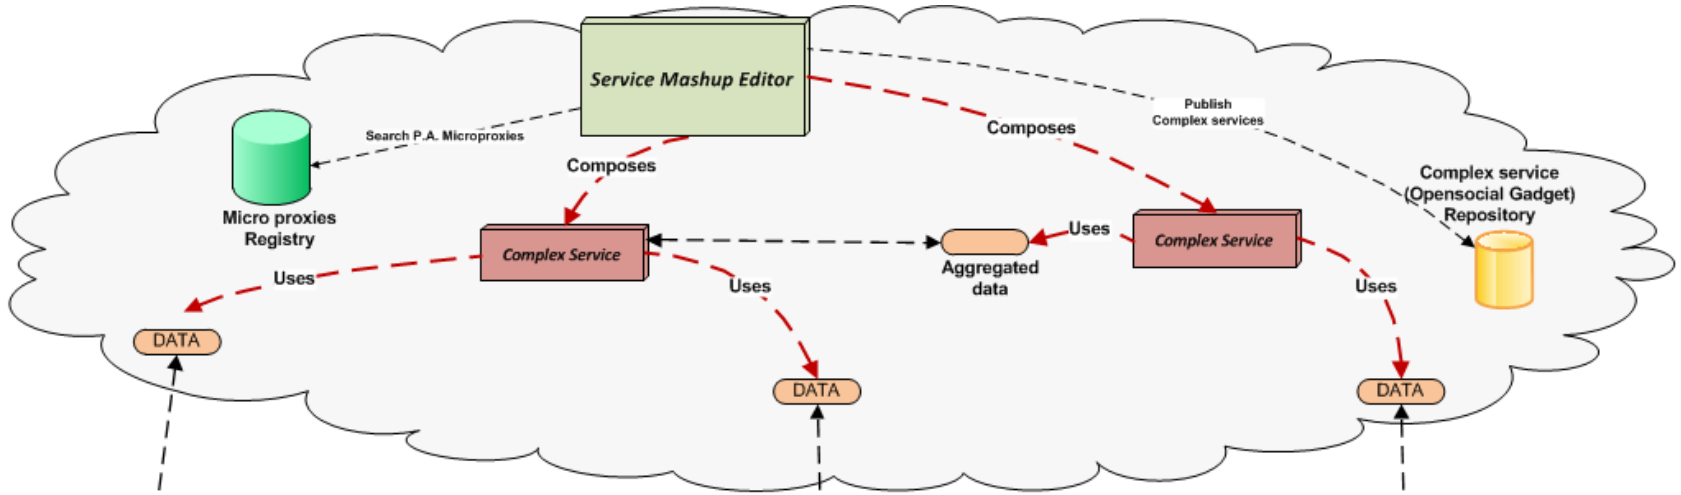 Service Mashup Editor
Publish
Complex services
Search P.A. Microproxies
Composes
Composes
Complex service
(Opensocial Gadget)
Repository
Micro proxies
Registry
Complex Service
Uses
Complex Service
Aggregated
data
Uses
Uses
Uses
DATA
DATA
DATA